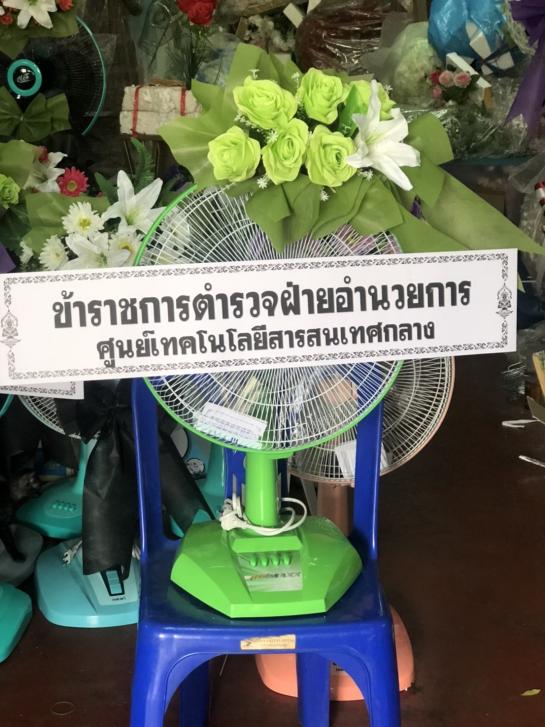 ข้าราชการตำรวจฝ่ายอำนวยการ
ศูนย์เทคโนโลยีสารสนเทศกลาง